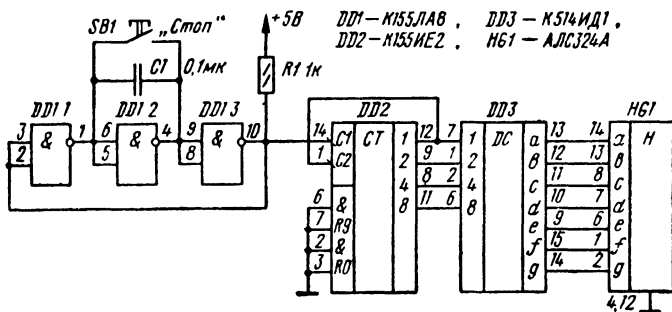 SB1 „Стоп“
C1 0,1мк
+5В
R1 1к
DD1—К155ЛА8, DD3—К514ИД1,
DD2—К155ИЕ2, HG1—АЛС324А
DD1 1 DD1 2 DD1 3 DD2 DD3 HG1
3 2 & 1 6 5 & 4 9 8 & 10
14 C1 CT 1 12 7 1 DC a 13 14 a H
1 C2 2 9 1 2 b 12 13 b
4 8 2 4 c 11 8 c
6 & 8 11 6 8 d 10 7 d
7 R9 e 9 6 e
2 & f 15 1 f
3 R0 g 14 2 g
4,12